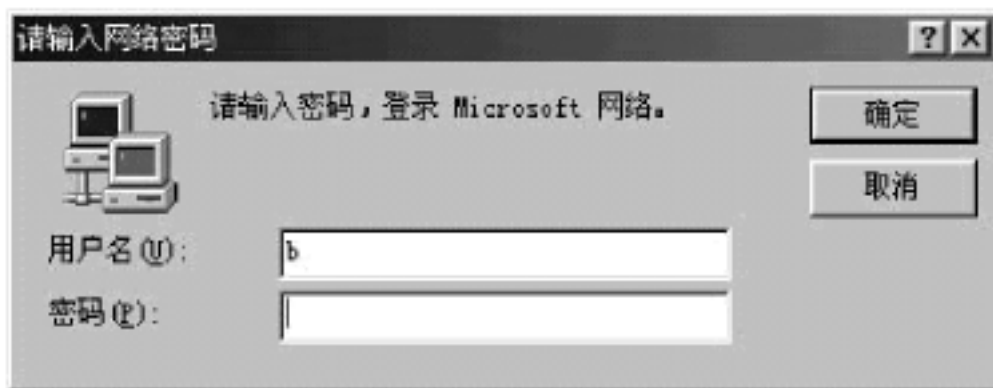 请输入网络密码
请输入密码，登录 Microsoft 网络。
确定
取消
用户名(U)：
b
密码(P)：